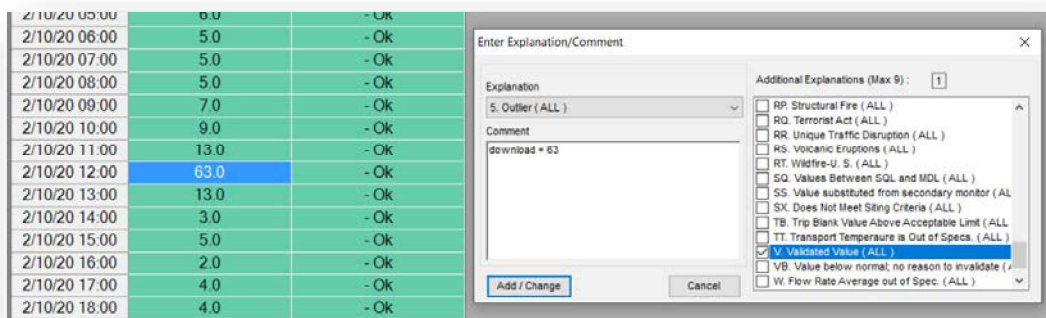 2/10/20 05:00 6.0 - Ok
2/10/20 06:00 5.0 - Ok
2/10/20 07:00 5.0 - Ok
2/10/20 08:00 5.0 - Ok
2/10/20 09:00 7.0 - Ok
2/10/20 10:00 9.0 - Ok
2/10/20 11:00 13.0 - Ok
2/10/20 12:00 63.0 - Ok
2/10/20 13:00 13.0 - Ok
2/10/20 14:00 3.0 - Ok
2/10/20 15:00 5.0 - Ok
2/10/20 16:00 2.0 - Ok
2/10/20 17:00 4.0 - Ok
2/10/20 18:00 4.0 - Ok
Enter Explanation/Comment
Explanation
5. Outlier ( ALL )
Comment
download = 63
Add / Change
Cancel
Additional Explanations (Max 9) : 1
RP. Structural Fire ( ALL )
RQ. Terrorist Act ( ALL )
RR. Unique Traffic Disruption ( ALL )
RS. Volcanic Eruptions ( ALL )
RT. Wildfire-U. S. ( ALL )
SQ. Values Between SQL and MDL ( ALL )
SS. Value substituted from secondary monitor ( AL
SX. Does Not Meet Siting Criteria ( ALL )
TB. Trip Blank Value Above Acceptable Limit ( ALL
TT. Transport Temperaure is Out of Specs. ( ALL )
V. Validated Value ( ALL )
VB. Value below normal; no reason to invalidate (
W. Flow Rate Average out of Spec. ( ALL )